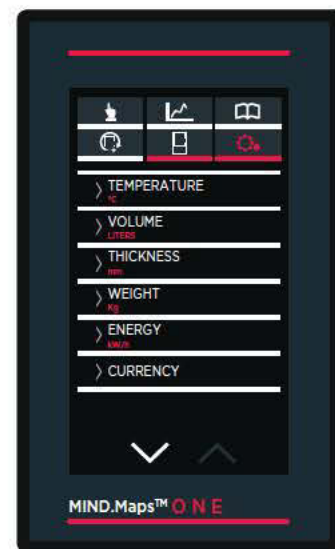 TEMPERATURE
°C
VOLUME
LITERS
THICKNESS
mm
WEIGHT
Kg
ENERGY
kW/h
CURRENCY
MIND.Maps™ ONE